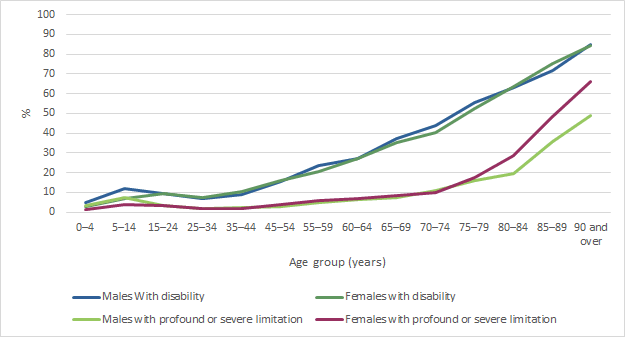 100
90
80
70
60
50
40
30
20
10
0
%
0–4 5–14 15–24 25–34 35–44 45–54 55–59 60–64 65–69 70–74 75–79 80–84 85–89 90 and
over
Age group (years)
Males With disability Females with disability
Males with profound or severe limitation Females with profound or severe limitation